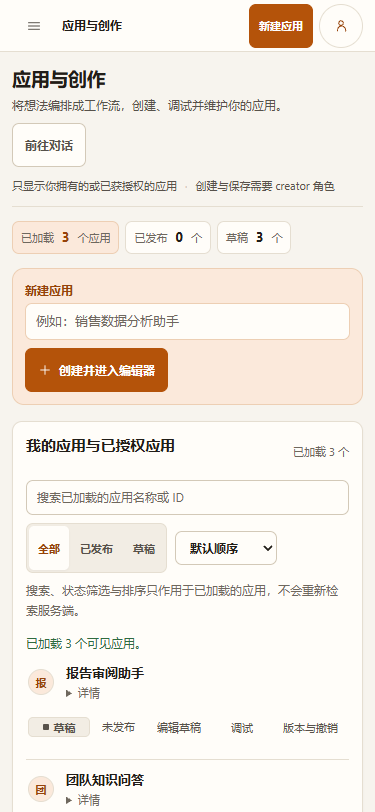 应用与创作
新建应用
应用与创作
将想法编排成工作流，创建、调试并维护你的应用。
前往对话
只显示你拥有的或已获授权的应用 · 创建与保存需要 creator 角色
已加载 3 个应用
已发布 0 个
草稿 3 个
新建应用
例如：销售数据分析助手
＋ 创建并进入编辑器
我的应用与已授权应用
已加载 3 个
搜索已加载的应用名称或 ID
全部 已发布 草稿 默认顺序
搜索、状态筛选与排序只作用于已加载的应用，不会重新检
索服务端。
已加载 3 个可见应用。
报
报告审阅助手
▶ 详情
■ 草稿 未发布 编辑草稿 调试 版本与撤销
团
团队知识问答
▶ 详情